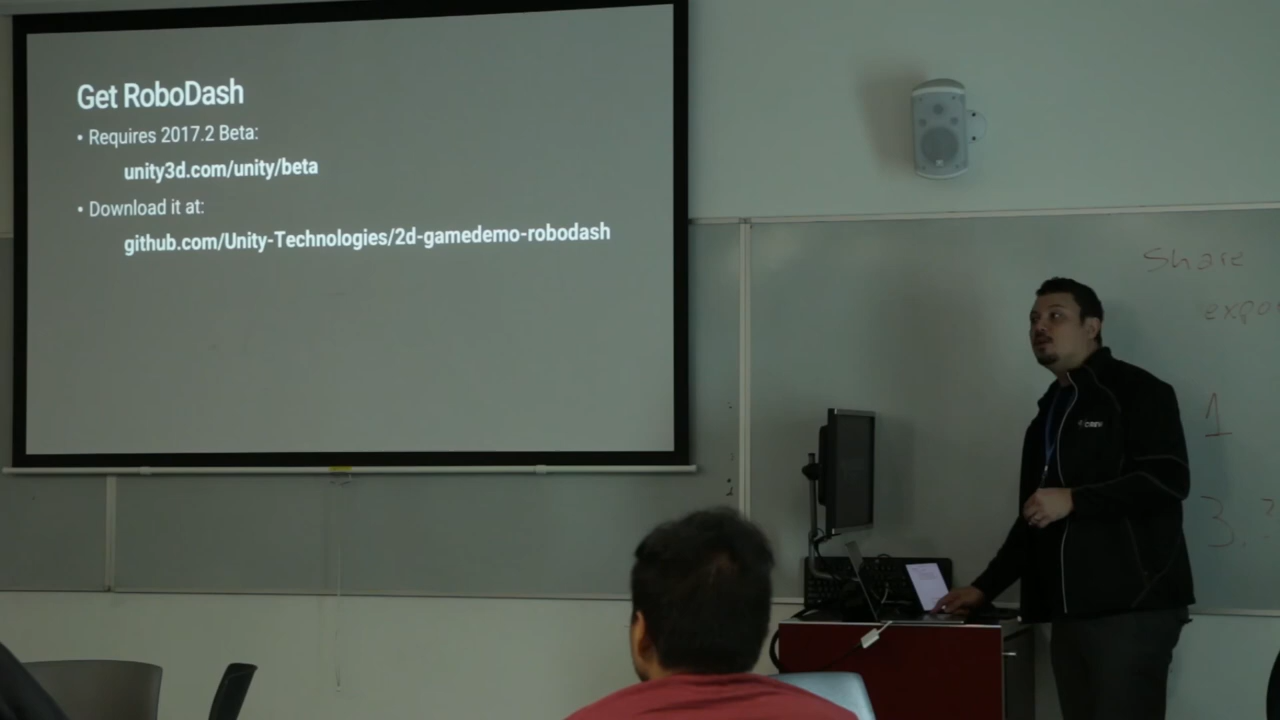 Get RoboDash
• Requires 2017.2 Beta:
unity3d.com/unity/beta
• Download it at:
github.com/Unity-Technologies/2d-gamedemo-robodash
Share
expo
1
3